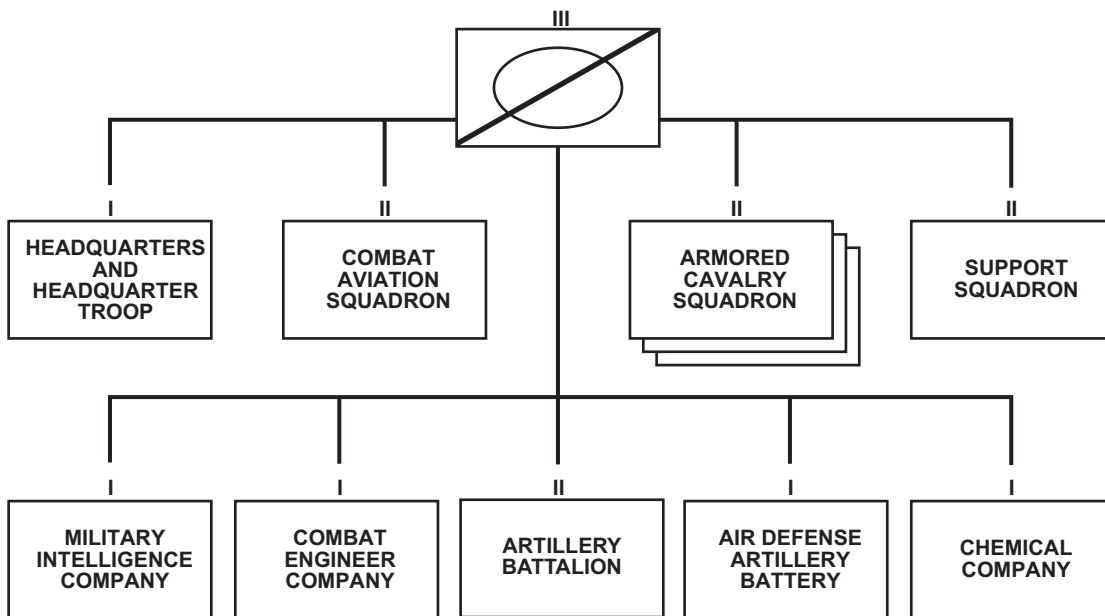 III
I
HEADQUARTERS
AND
HEADQUARTER
TROOP
II
COMBAT
AVIATION
SQUADRON
II
ARMORED
CAVALRY
SQUADRON
II
SUPPORT
SQUADRON
I
MILITARY
INTELLIGENCE
COMPANY
I
COMBAT
ENGINEER
COMPANY
II
ARTILLERY
BATTALION
I
AIR DEFENSE
ARTILLERY
BATTERY
I
CHEMICAL
COMPANY